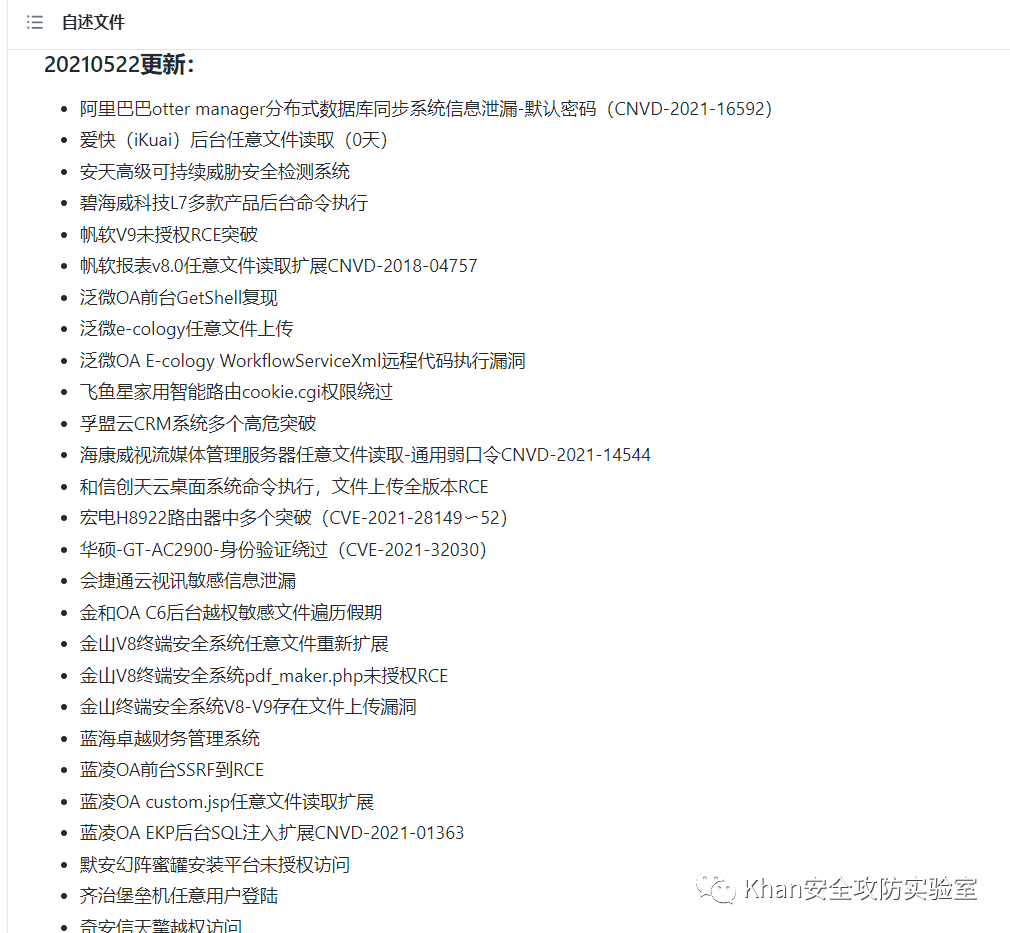 自述文件
20210522更新：
阿里巴巴otter manager分布式数据库同步系统信息泄漏-默认密码（CNVD-2021-16592）
爱快（iKuai）后台任意文件读取（0天）
安天高级可持续威胁安全检测系统
碧海威科技L7多款产品后台命令执行
帆软V9未授权RCE突破
帆软报表v8.0任意文件读取扩展CNVD-2018-04757
泛微OA前台GetShell复现
泛微e-cology任意文件上传
泛微OA E-cology WorkflowServiceXml远程代码执行漏洞
飞鱼星家用智能路由cookie.cgi权限绕过
孚盟云CRM系统多个高危突破
海康威视流媒体管理服务器任意文件读取-通用弱口令CNVD-2021-14544
和信创天云桌面系统命令执行，文件上传全版本RCE
宏电H8922路由器中多个突破（CVE-2021-28149〜52）
华硕-GT-AC2900-身份验证绕过（CVE-2021-32030）
会捷通云视讯敏感信息泄漏
金和OA C6后台越权敏感文件遍历假期
金山V8终端安全系统任意文件重新扩展
金山V8终端安全系统pdf_maker.php未授权RCE
金山终端安全系统V8-V9存在文件上传漏洞
蓝海卓越财务管理系统
蓝凌OA前台SSRF到RCE
蓝凌OA custom.jsp任意文件读取扩展
蓝凌OA EKP后台SQL注入扩展CNVD-2021-01363
默安幻阵蜜罐安装平台未授权访问
齐治堡垒机任意用户登陆
奇安信天擎越权访问
Khan安全攻防实验室